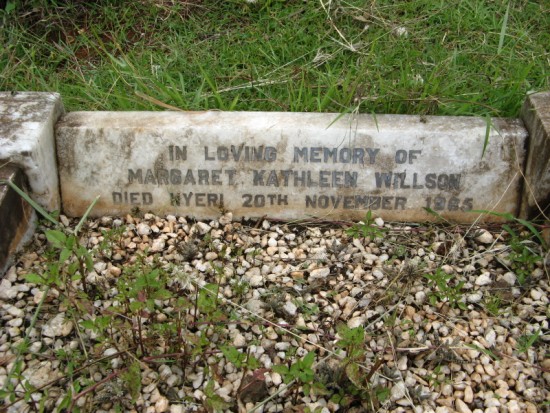 IN LOVING MEMORY OF
MARGARET KATHLEEN WILLSON
DIED NYERI 20TH NOVEMBER 1965